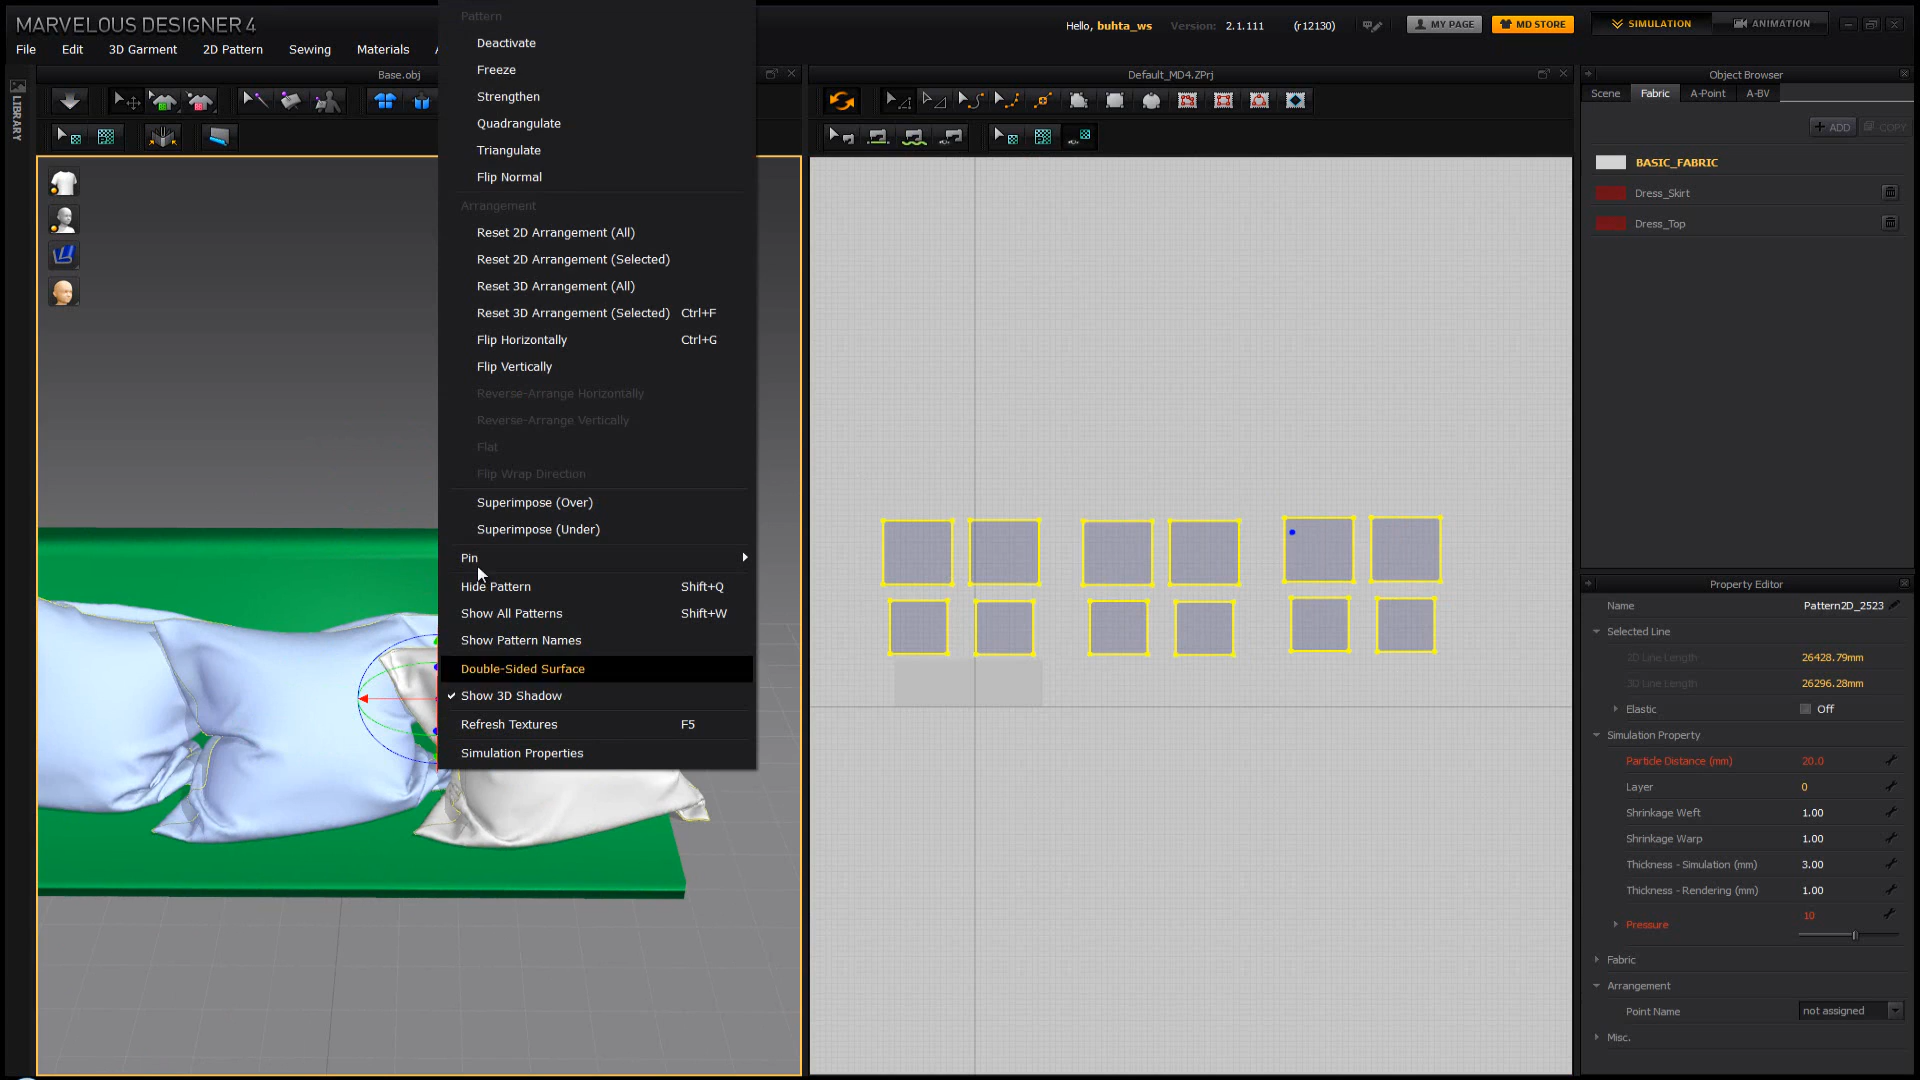 MARVELOUS DESIGNER 4
Hello, buhta_ws Version: 2.1.111 (r12130)
MY PAGE
MD STORE
SIMULATION
ANIMATION
File Edit 3D Garment 2D Pattern Sewing Materials
Base.obj
Default_MD4.ZPrj
Object Browser
LIBRARY
Scene Fabric A-Point A-BV
+ ADD COPY
BASIC_FABRIC
Dress_Skirt
Dress_Top
Pattern
Deactivate
Freeze
Strengthen
Quadrangulate
Triangulate
Flip Normal
Arrangement
Reset 2D Arrangement (All)
Reset 2D Arrangement (Selected)
Reset 3D Arrangement (All)
Reset 3D Arrangement (Selected) Ctrl+F
Flip Horizontally Ctrl+G
Flip Vertically
Reverse-Arrange Horizontally
Reverse-Arrange Vertically
Flat
Flip Wrap Direction
Superimpose (Over)
Superimpose (Under)
Pin
Hide Pattern Shift+Q
Show All Patterns Shift+W
Show Pattern Names
Double-Sided Surface
Show 3D Shadow
Refresh Textures F5
Simulation Properties
Property Editor
Name Pattern2D_2523
Selected Line
2D Line Length 26428.79mm
3D Line Length 26296.28mm
Elastic Off
Simulation Property
Particle Distance (mm) 20.0
Layer 0
Shrinkage Weft 1.00
Shrinkage Warp 1.00
Thickness - Simulation (mm) 3.00
Thickness - Rendering (mm) 1.00
Pressure 10
Fabric
Arrangement
Point Name not assigned
Misc.